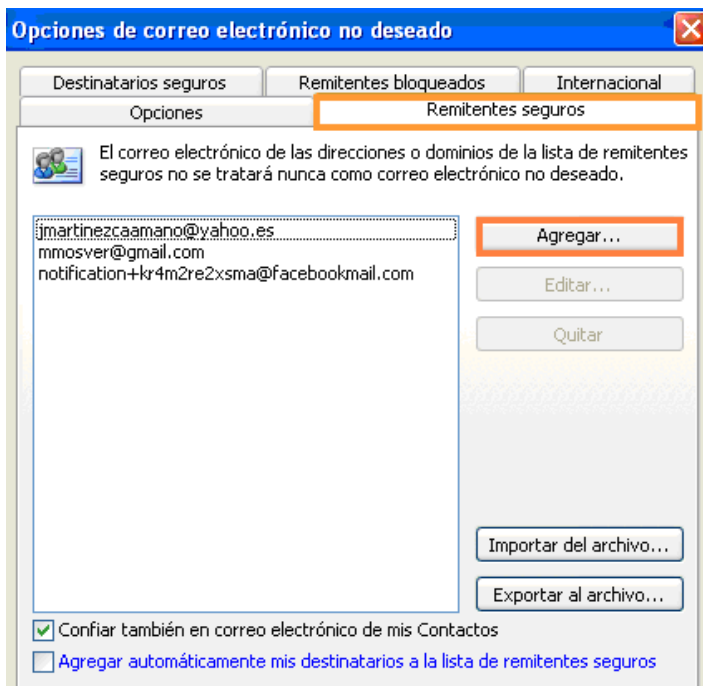 Opciones de correo electrónico no deseado
Destinatarios seguros
Remitentes bloqueados
Internacional
Opciones
Remitentes seguros
El correo electrónico de las direcciones o dominios de la lista de remitentes
seguros no se tratará nunca como correo electrónico no deseado.
jmartinezcaamano@yahoo.es
mmosver@gmail.com
notification+kr4m2re2xsma@facebookmail.com
Agregar...
Editar...
Quitar
Importar del archivo...
Exportar al archivo...
Confiar también en correo electrónico de mis Contactos
Agregar automáticamente mis destinatarios a la lista de remitentes seguros